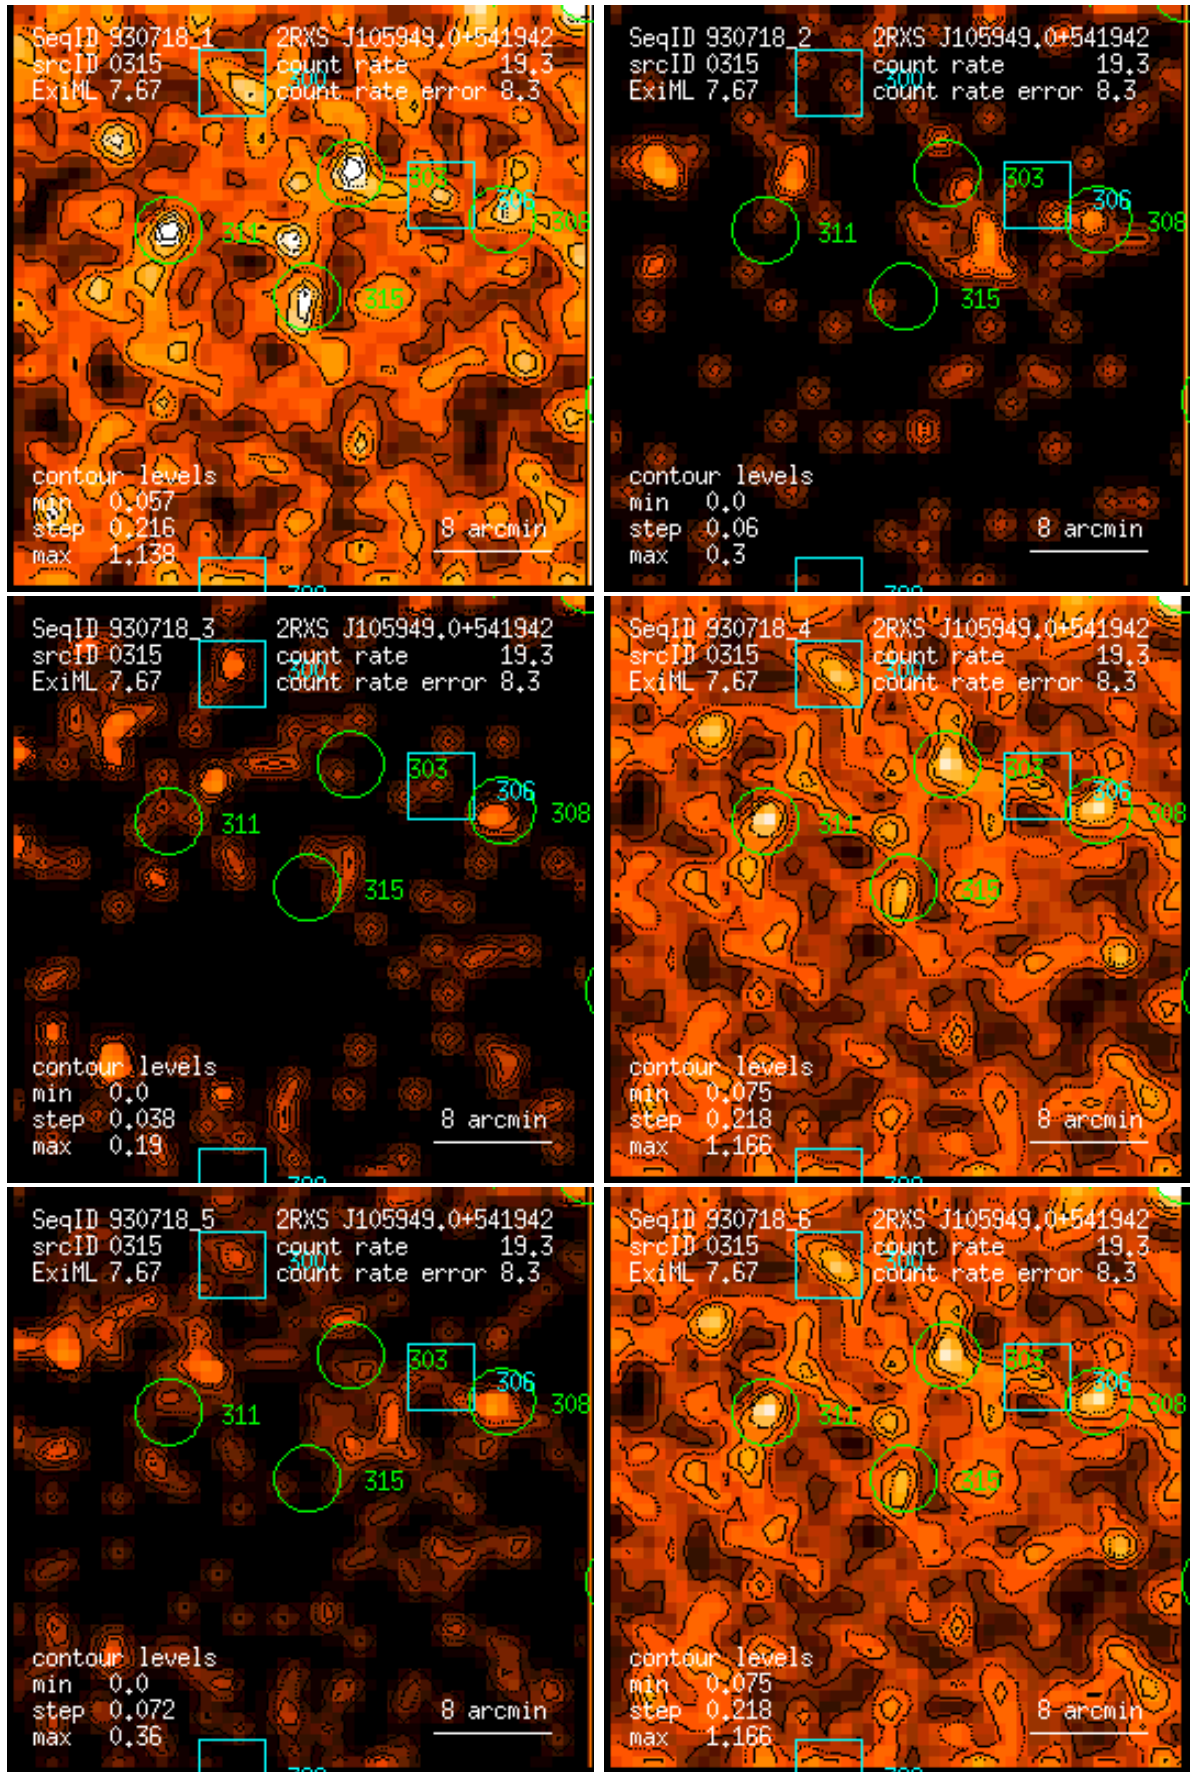 SeqID 930718_1 2RXS J105949.0+541942
srcID 0315 count rate 19.3
ExiML 7.67 count rate error 8.3
300
303
306
311
308
315
contour levels
min 0.057
step 0.216
max 1.138
8 arcmin
SeqID 930718_2 2RXS J105949.0+541942
srcID 0315 count rate 19.3
ExiML 7.67 count rate error 8.3
300
303
306
311
308
315
contour levels
min 0.0
step 0.06
max 0.3
8 arcmin
SeqID 930718_3 2RXS J105949.0+541942
srcID 0315 count rate 19.3
ExiML 7.67 count rate error 8.3
300
303
306
311
308
315
contour levels
min 0.0
step 0.038
max 0.19
8 arcmin
SeqID 930718_4 2RXS J105949.0+541942
srcID 0315 count rate 19.3
ExiML 7.67 count rate error 8.3
300
303
306
311
308
315
contour levels
min 0.075
step 0.218
max 1.166
8 arcmin
SeqID 930718_5 2RXS J105949.0+541942
srcID 0315 count rate 19.3
ExiML 7.67 count rate error 8.3
300
303
306
311
308
315
contour levels
min 0.0
step 0.072
max 0.36
8 arcmin
SeqID 930718_6 2RXS J105949.0+541942
srcID 0315 count rate 19.3
ExiML 7.67 count rate error 8.3
300
303
306
311
308
315
contour levels
min 0.075
step 0.218
max 1.166
8 arcmin